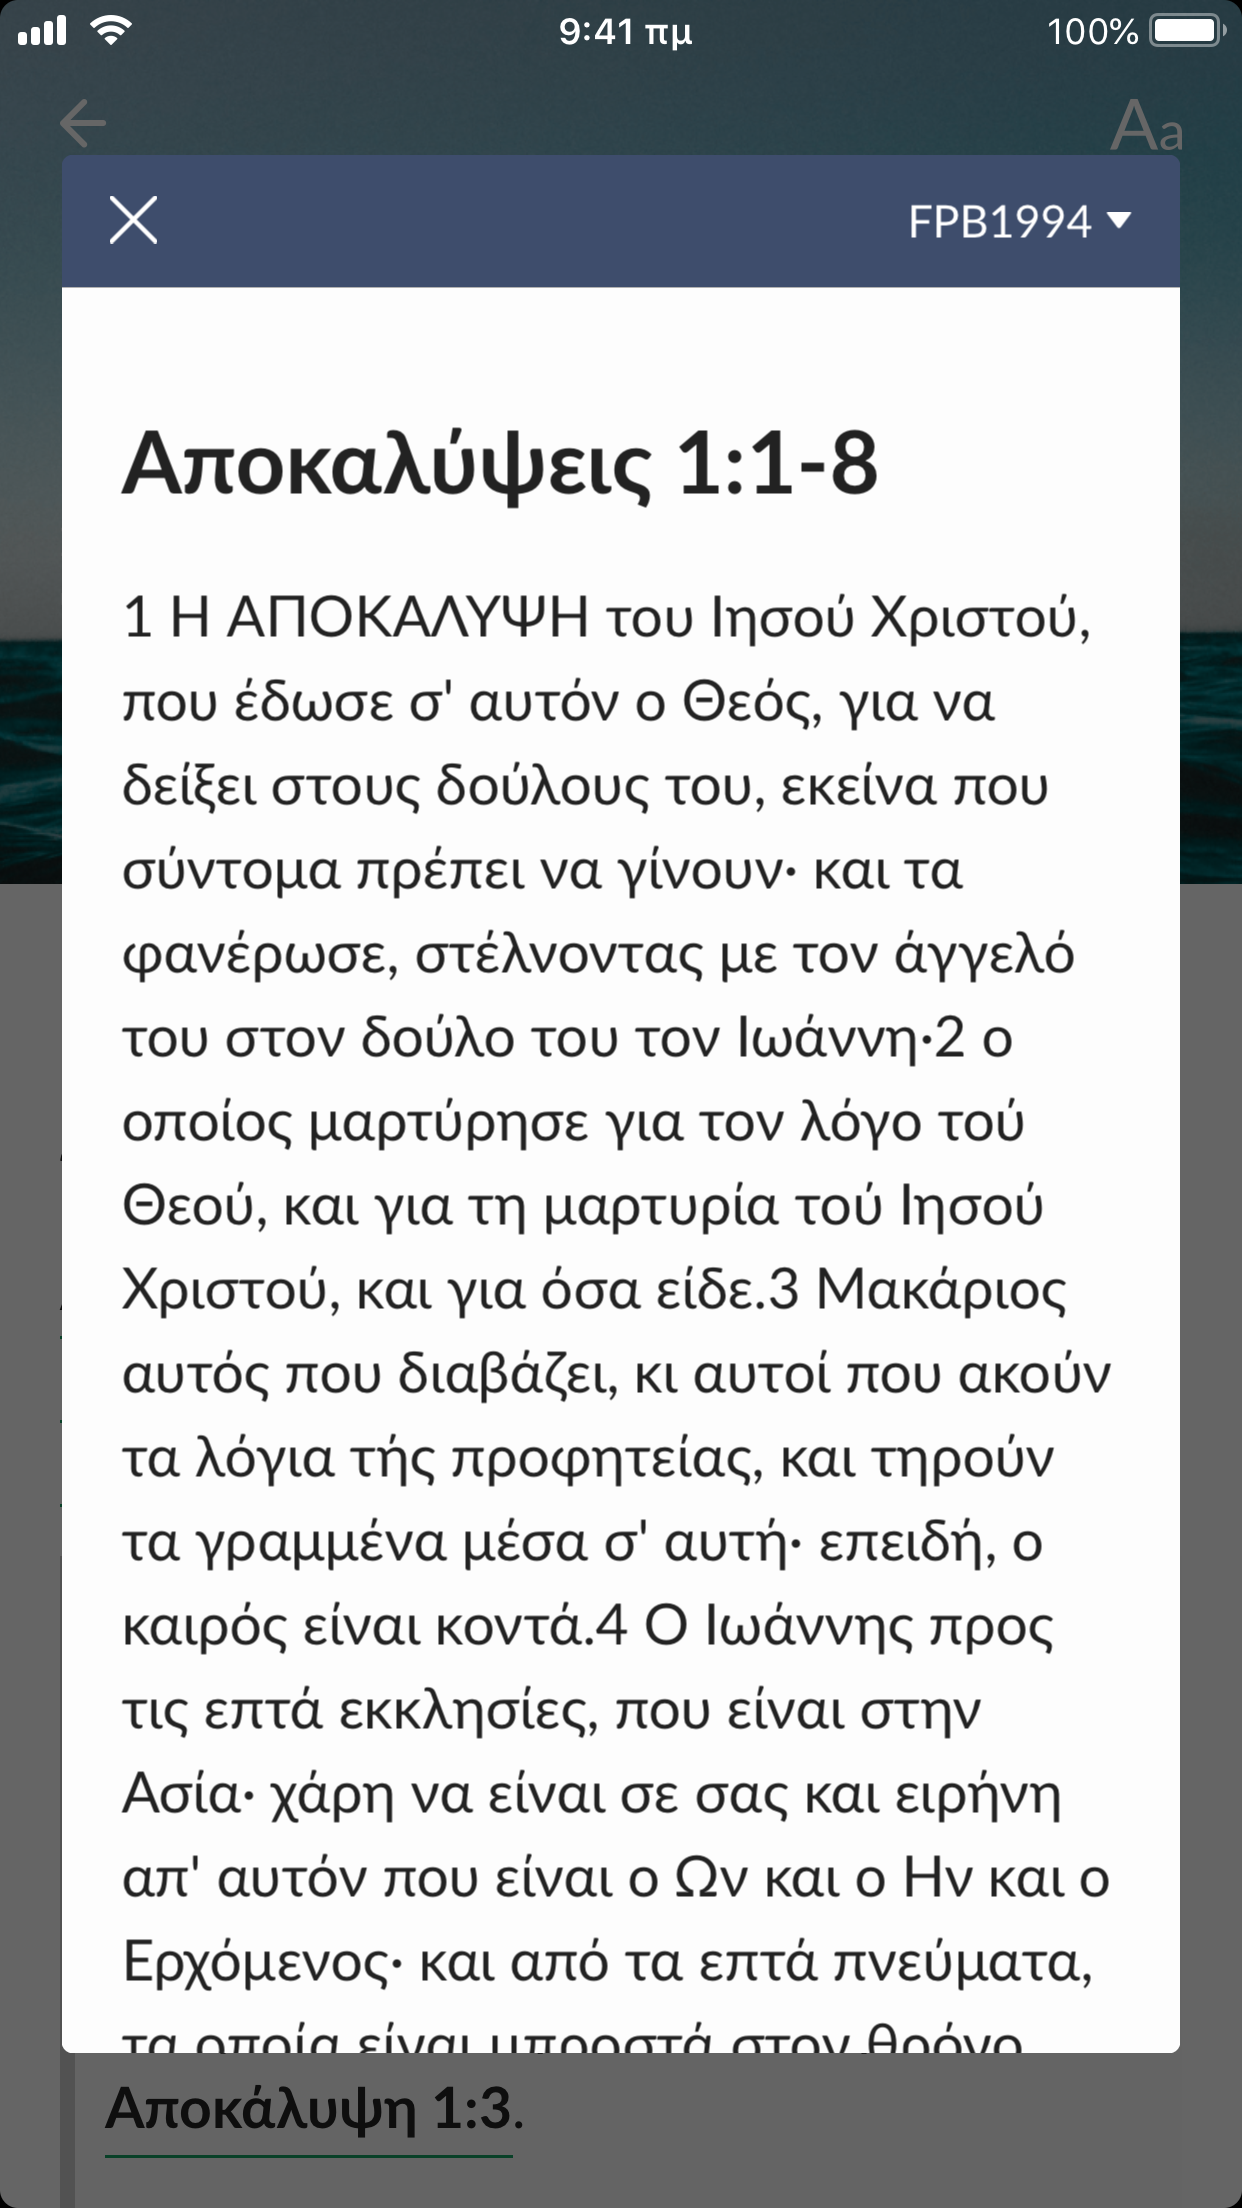 9:41 πμ
100%
Aa
FPB1994
Αποκαλύψεις 1:1-8
1 Η ΑΠΟΚΑΛΥΨΗ του Ιησού Χριστού,
που έδωσε σ' αυτόν ο Θεός, για να
δείξει στους δούλους του, εκείνα που
σύντομα πρέπει να γίνουν· και τα
φανέρωσε, στέλνοντας με τον άγγελό
του στον δούλο του τον Ιωάννη·2 ο
οποίος μαρτύρησε για τον λόγο τού
Θεού, και για τη μαρτυρία τού Ιησού
Χριστού, και για όσα είδε.3 Μακάριος
αυτός που διαβάζει, κι αυτοί που ακούν
τα λόγια τής προφητείας, και τηρούν
τα γραμμένα μέσα σ' αυτή· επειδή, ο
καιρός είναι κοντά.4 Ο Ιωάννης προς
τις επτά εκκλησίες, που είναι στην
Ασία· χάρη να είναι σε σας και ειρήνη
απ' αυτόν που είναι ο Ων και ο Ην και ο
Ερχόμενος· και από τα επτά πνεύματα,
τα οποία είναι μπροστά στον θρόνο
Αποκάλυψη 1:3.